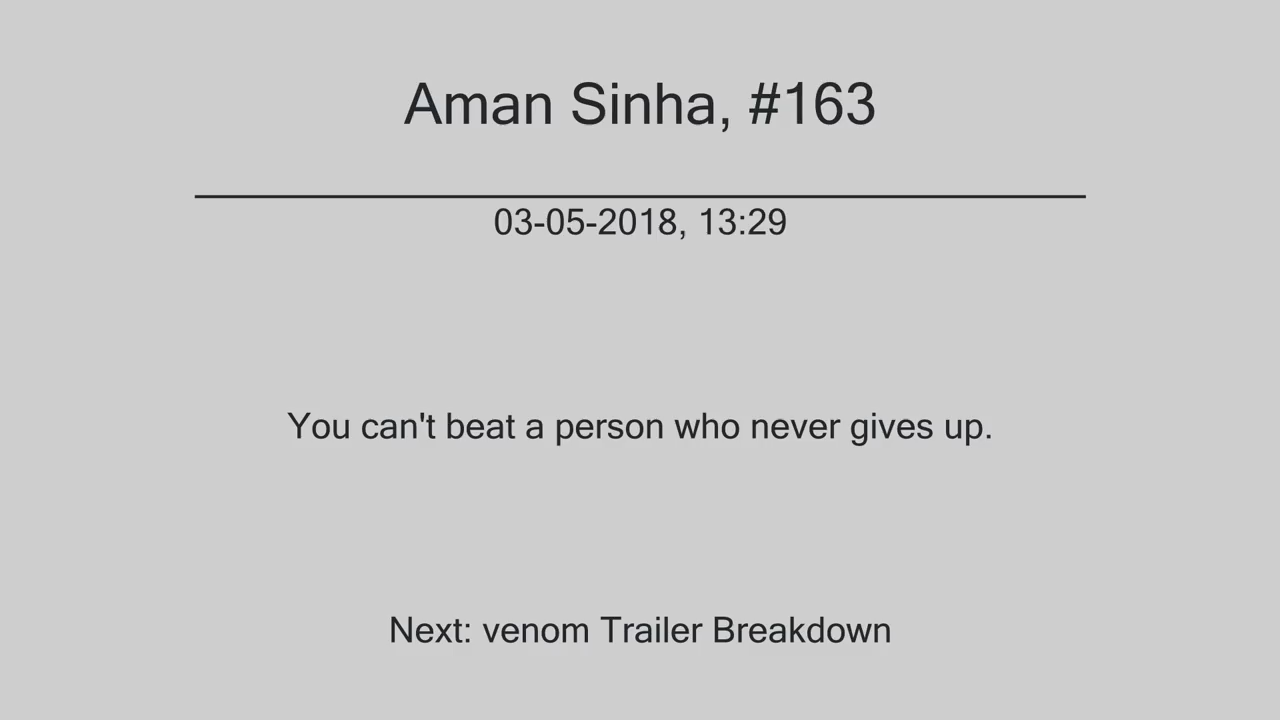 Aman Sinha, #163
03-05-2018, 13:29
You can't beat a person who never gives up.
Next: venom Trailer Breakdown